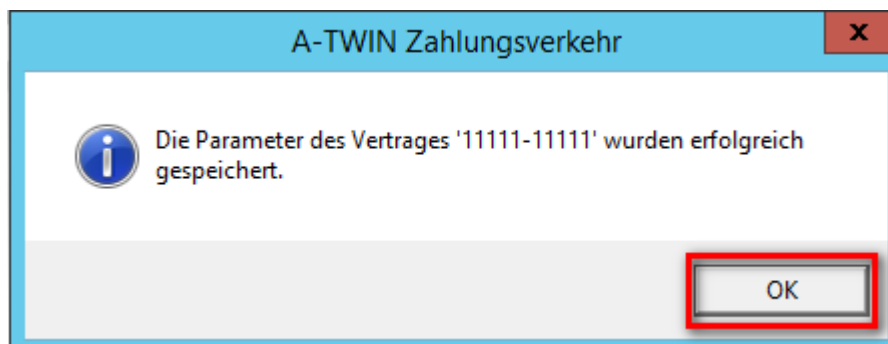 A-TWIN Zahlungsverkehr
x
Die Parameter des Vertrages '11111-11111' wurden erfolgreich
gespeichert.
OK